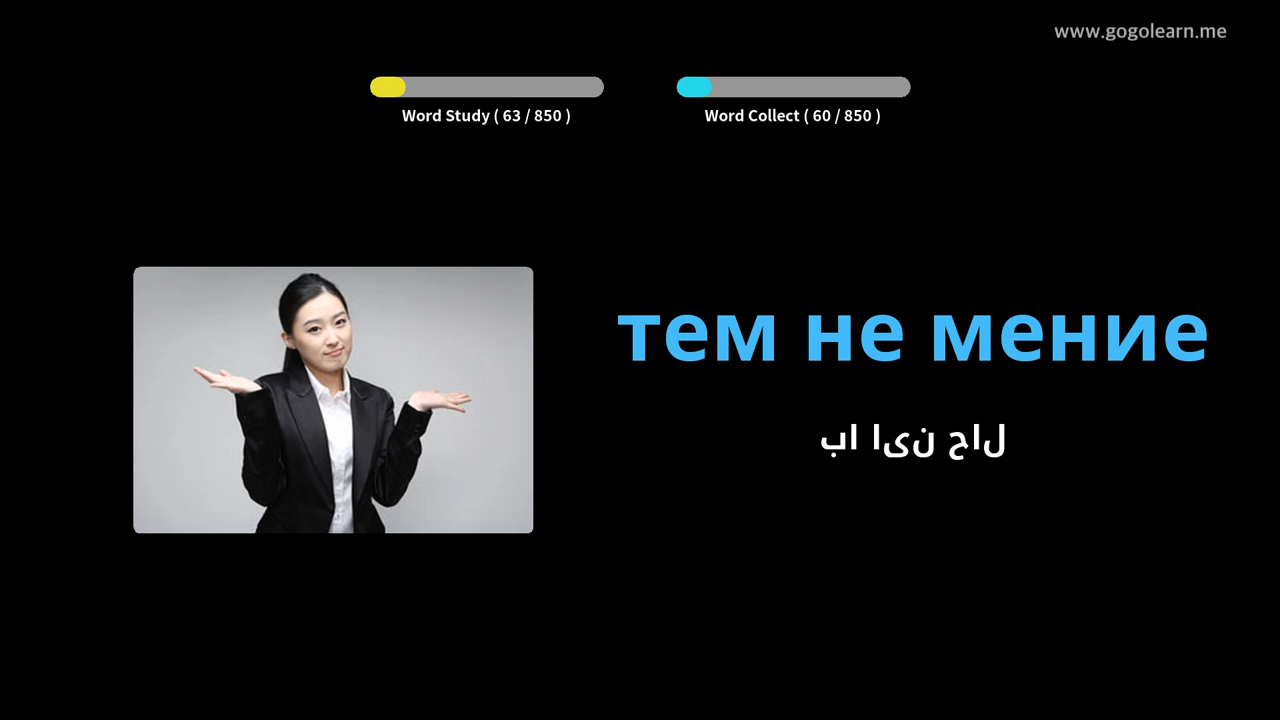 www.gogolearn.me
Word Study ( 63 / 850 )
Word Collect ( 60 / 850 )
тем не мение
با این حال